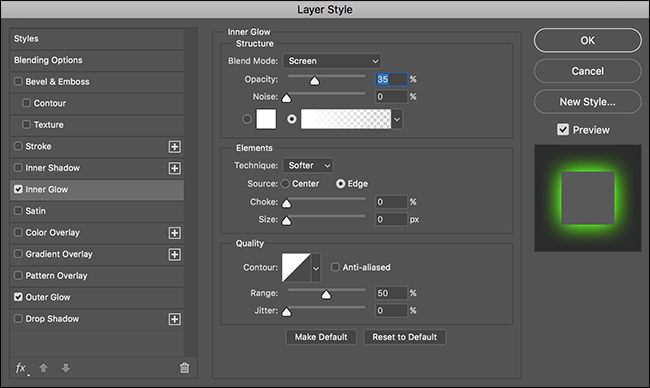 Layer Style
Styles
Blending Options
Bevel & Emboss
Contour
Texture
Stroke
Inner Shadow
Inner Glow
Satin
Color Overlay
Gradient Overlay
Pattern Overlay
Outer Glow
Drop Shadow
fx
Inner Glow
Structure
Blend Mode: Screen
Opacity: 35 %
Noise: 0 %
Elements
Technique: Softer
Source: Center Edge
Choke: 0 %
Size: 0 px
Quality
Contour: Anti-aliased
Range: 50 %
Jitter: 0 %
Make Default Reset to Default
OK
Cancel
New Style...
Preview